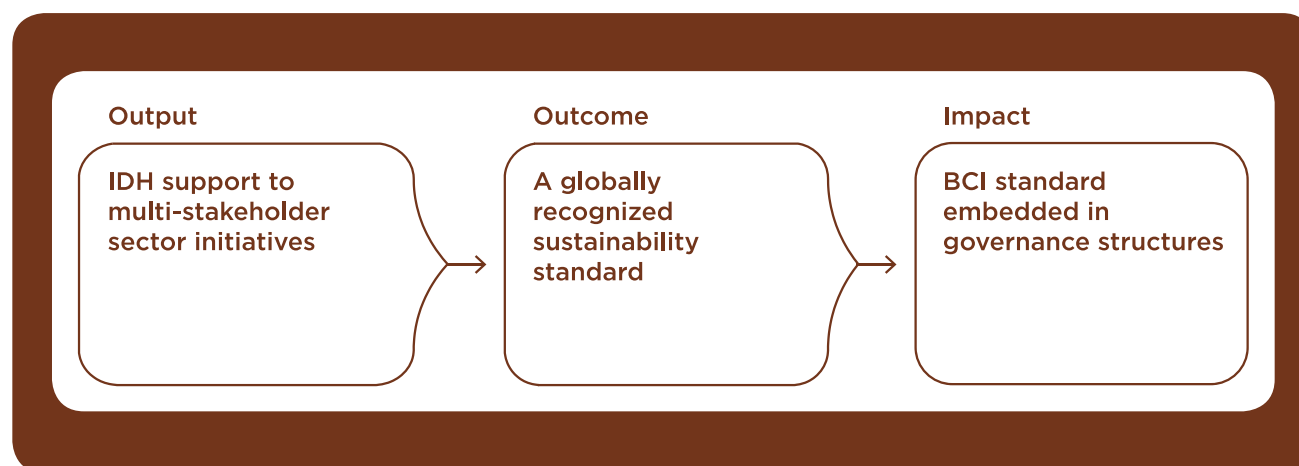 Output
IDH support to
multi-stakeholder
sector initiatives
Outcome
A globally
recognized
sustainability
standard
Impact
BCI standard
embedded in
governance structures